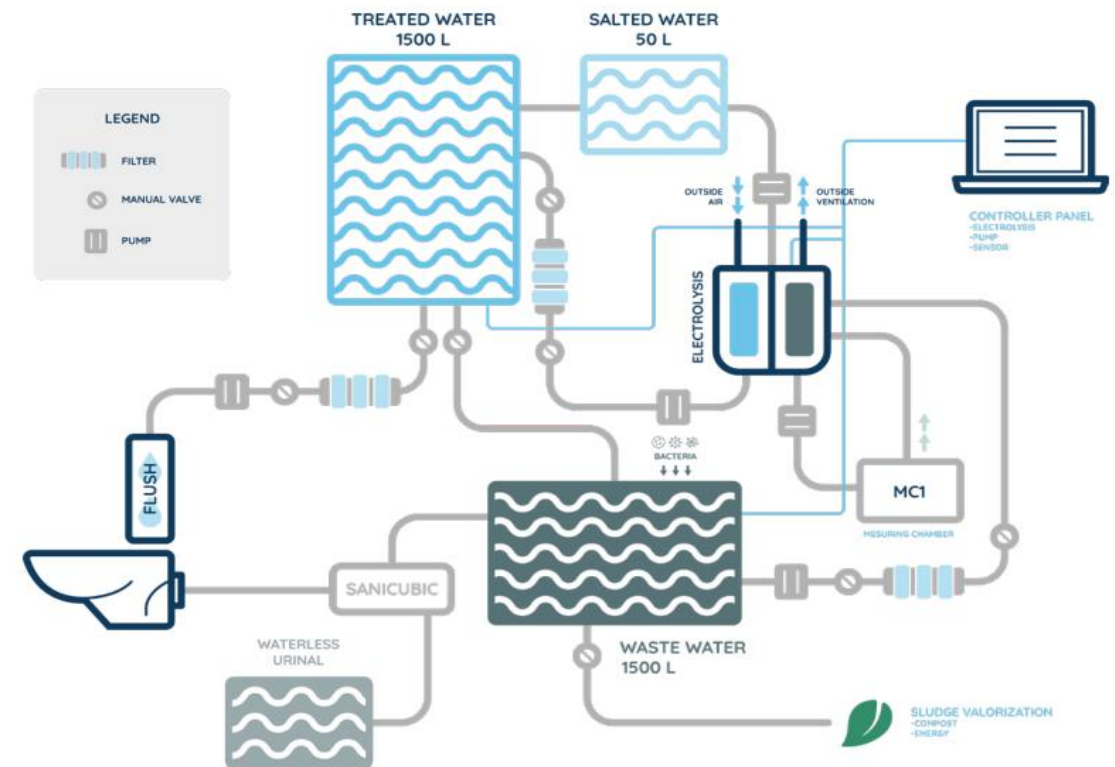 TREATED WATER
1500 L
SALTED WATER
50 L
LEGEND
FILTER
MANUAL VALVE
PUMP
OUTSIDE
AIR
OUTSIDE
VENTILATION
CONTROLLER PANEL
-ELECTROLYSIS
-PUMP
-SENSOR
ELECTROLYSIS
FLUSH
BACTERIA
MC1
MESURING CHAMBER
SANICUBIC
WATERLESS
URINAL
WASTE WATER
1500 L
SLUDGE VALORIZATION
-COMPOST
-ENERGY